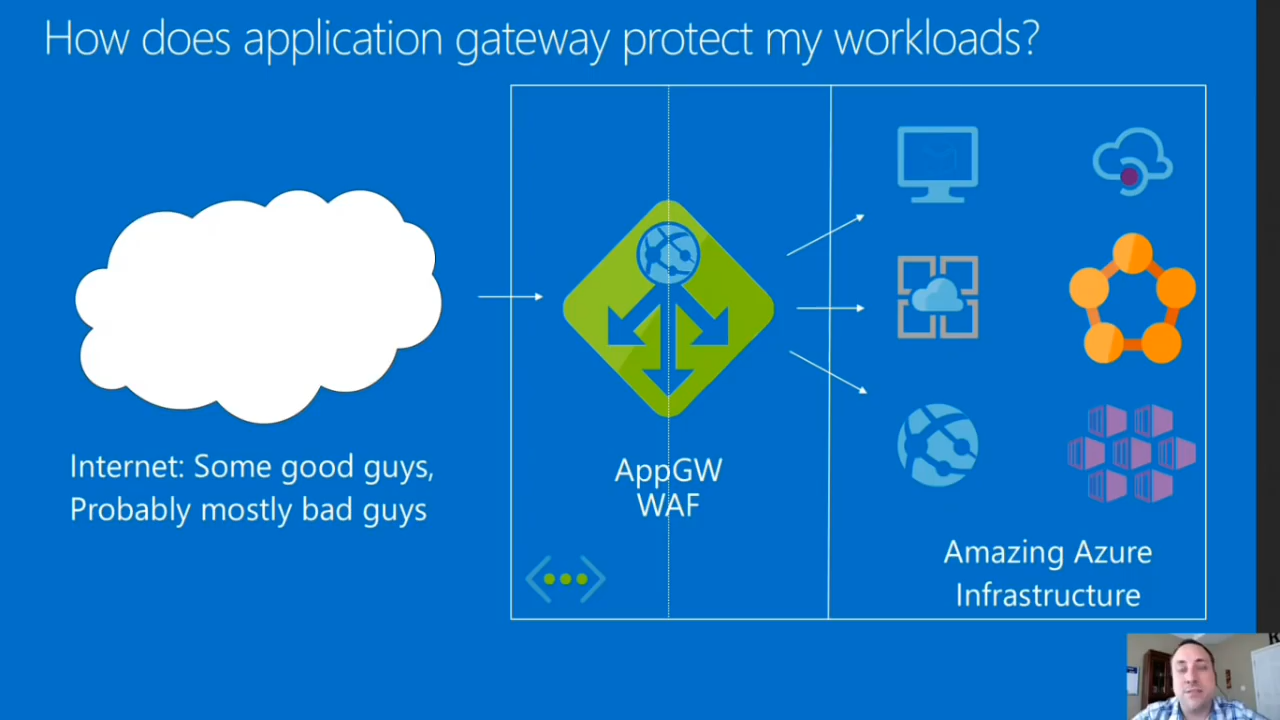 How does application gateway protect my workloads?
Internet: Some good guys,
Probably mostly bad guys
AppGW
WAF
Amazing Azure
Infrastructure